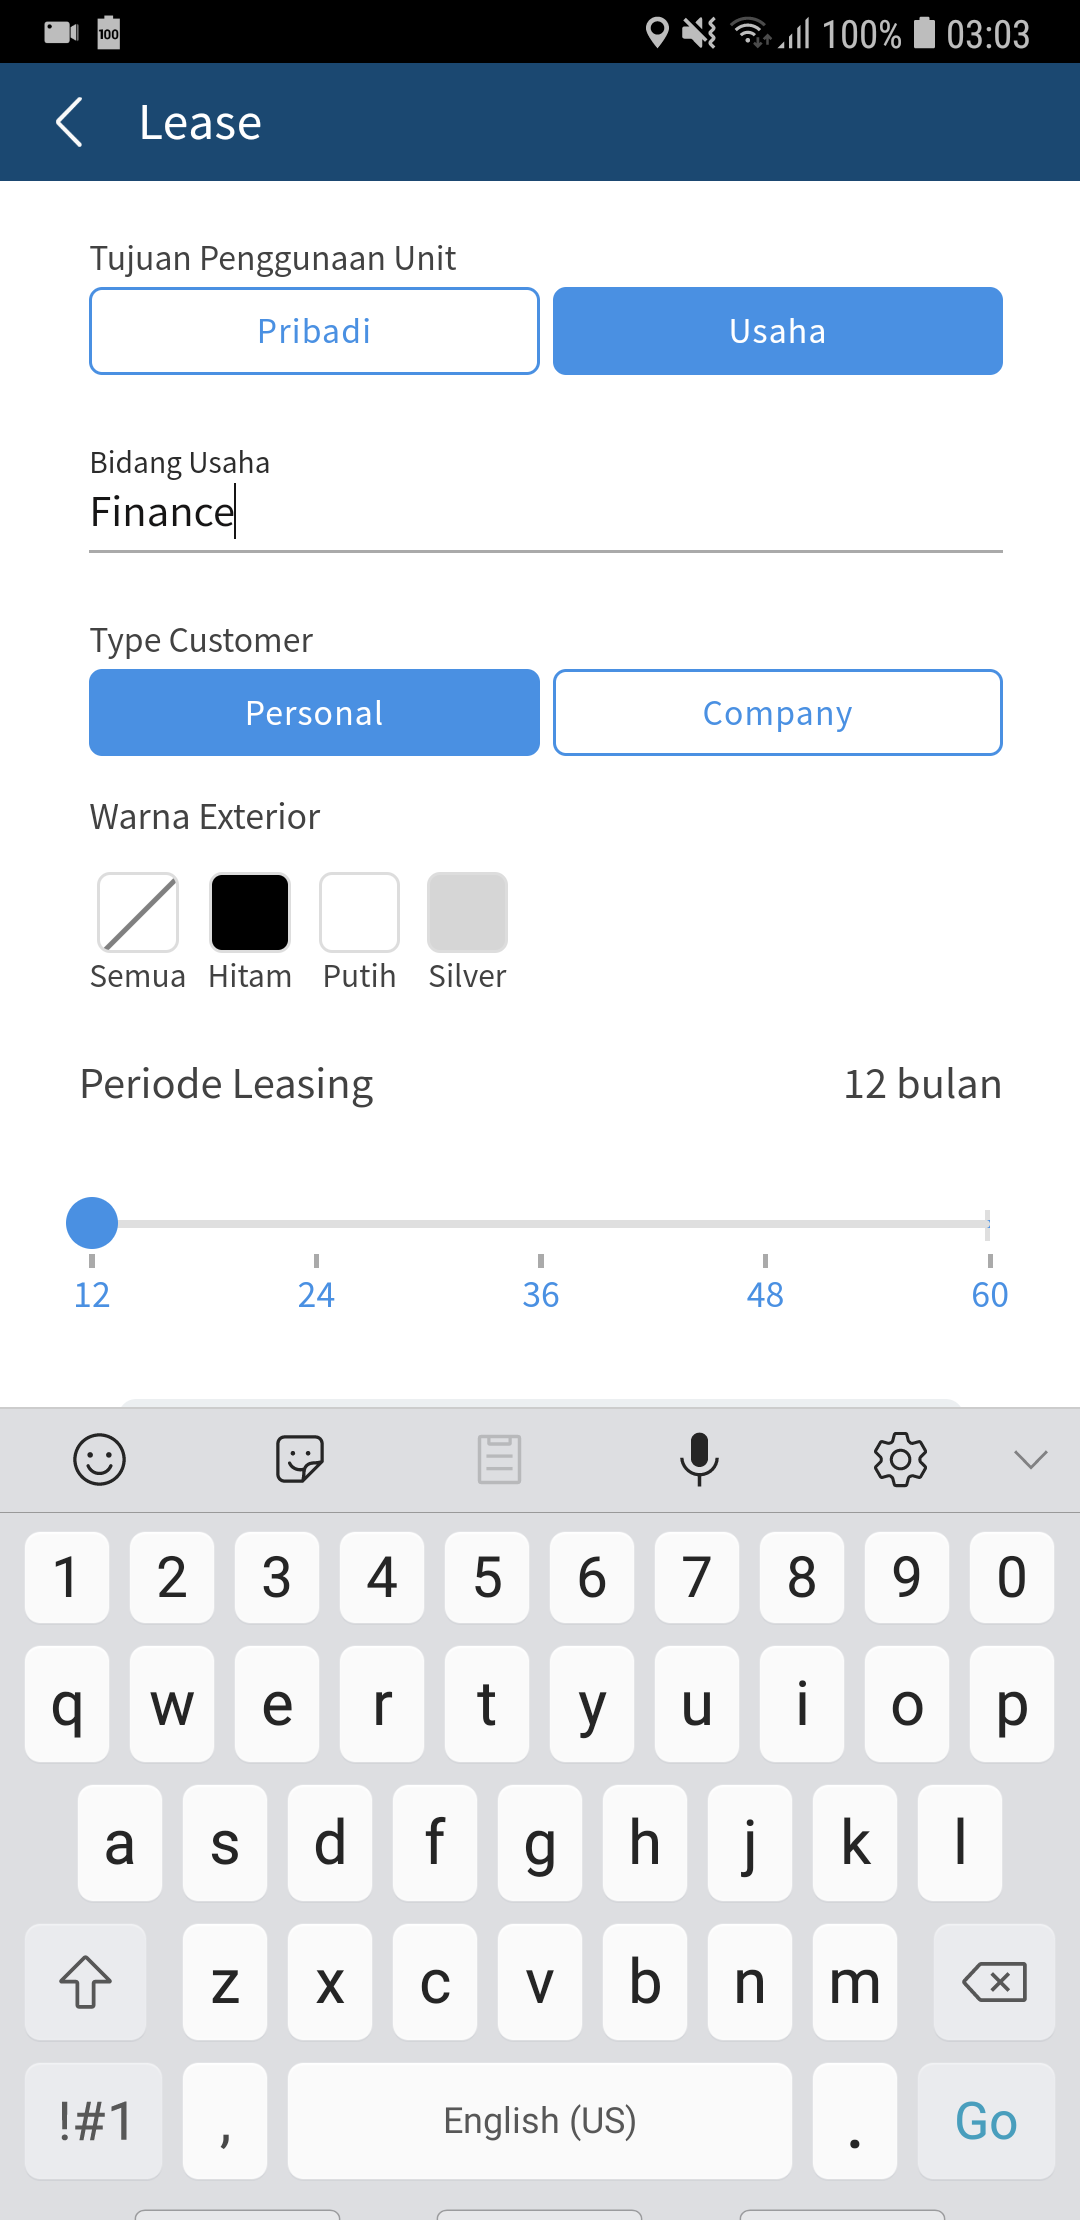 100 100% 03:03
Lease
Tujuan Penggunaan Unit
Pribadi Usaha
Bidang Usaha
Finance
Type Customer
Personal Company
Warna Exterior
Semua Hitam Putih Silver
Periode Leasing 12 bulan
12 24 36 48 60
1 2 3 4 5 6 7 8 9 0
q w e r t y u i o p
a s d f g h j k l
z x c v b n m
!#1 , English (US) . Go